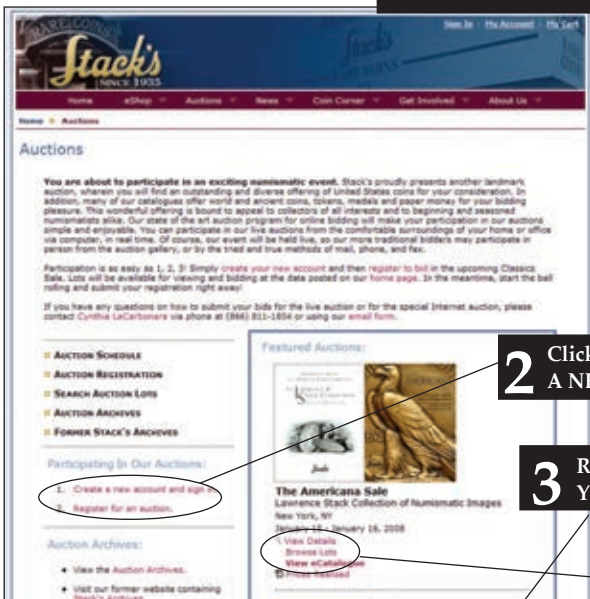 RARE COINS
Stack's
SINCE 1935
Sign In | My Account | My Cart
Home eShop Auctions News Coin Corner Get Involved About Us
Home Auctions
Auctions
You are about to participate in an exciting numismatic event. Stack's proudly presents another landmark
auction, wherein you will find an outstanding and diverse offering of United States coins for your consideration. In
addition, many of our catalogues offer world and ancient coins, tokens, medals and paper money for your bidding
pleasure. This wonderful offering is bound to appeal to collectors of all interests and to beginning and seasoned
numismatists alike. Our state of the art auction program for online bidding will make your participation in our auctions
simple and enjoyable. You can participate in our live auctions from the comfortable surroundings of your home or office
via computer, in real time. Of course, our event will be held live, so our more traditional bidders may participate in
person from the auction gallery, or by the tried and true methods of mail, phone, and fax.
Participation is as easy as 1, 2, 3! Simply create your new account and then register to bid in the upcoming Classics
Sale. Lots will be available for viewing and bidding at the date posted on our home page. In the meantime, start the ball
rolling and submit your registration right away!
If you have any questions on how to submit your bids for the live auction or for the special Internet auction, please
contact Cynthia LaCarbonara via phone at (866) 811-1804 or using our email form.
AUCTION SCHEDULE
AUCTION REGISTRATION
SEARCH AUCTION LOTS
AUCTION ARCHIVES
FORMER STACK'S ARCHIVES
Participating In Our Auctions:
1. Create a new account and sign in.
2. Register for an auction.
Auction Archives:
• View the Auction Archives.
• Visit our former website containing
Stack's Archives.
Featured Auctions:
Stack's
The Americana Sale
Lawrence Stack Collection of Numismatic Images
New York, NY
January 15 - January 16, 2008
View Details
Browse Lots
View eCatalogue
Prices Realized
2 Click
A N
3 R
Y